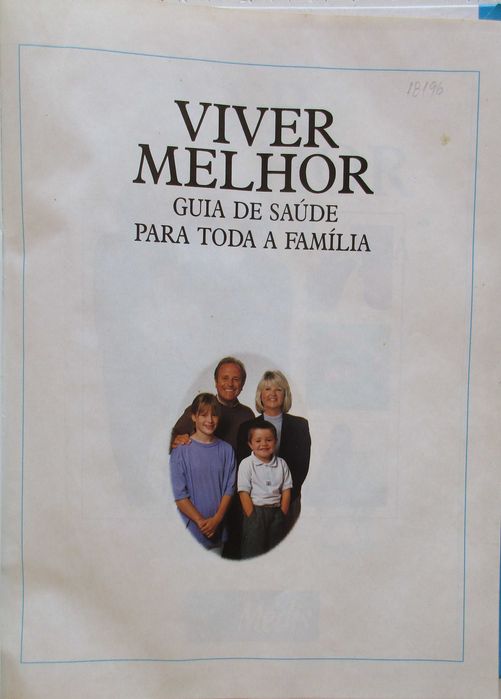 18196
VIVER
MELHOR
GUIA DE SAÚDE
PARA TODA A FAMÍLIA